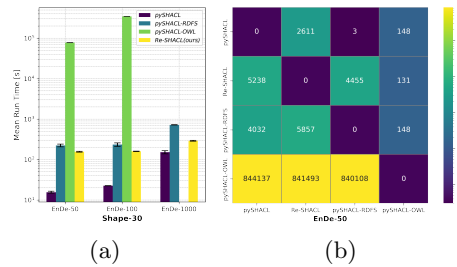 pySHACL
pySHACL-RDFS
pySHACL-OWL
Re-SHACL(ours)
Mean Run Time [s]
10⁵
10⁴
10³
10²
10¹
EnDe-50 EnDe-100 EnDe-1000
Shape-30
(a)
pySHACL 0 2611 3 148
Re-SHACL 5238 0 4455 131
pySHACL-RDFS 4032 5857 0 148
pySHACL-OWL 844137 841493 840108 0
pySHACL Re-SHACL pySHACL-RDFS pySHACL-OWL
EnDe-50
(b)